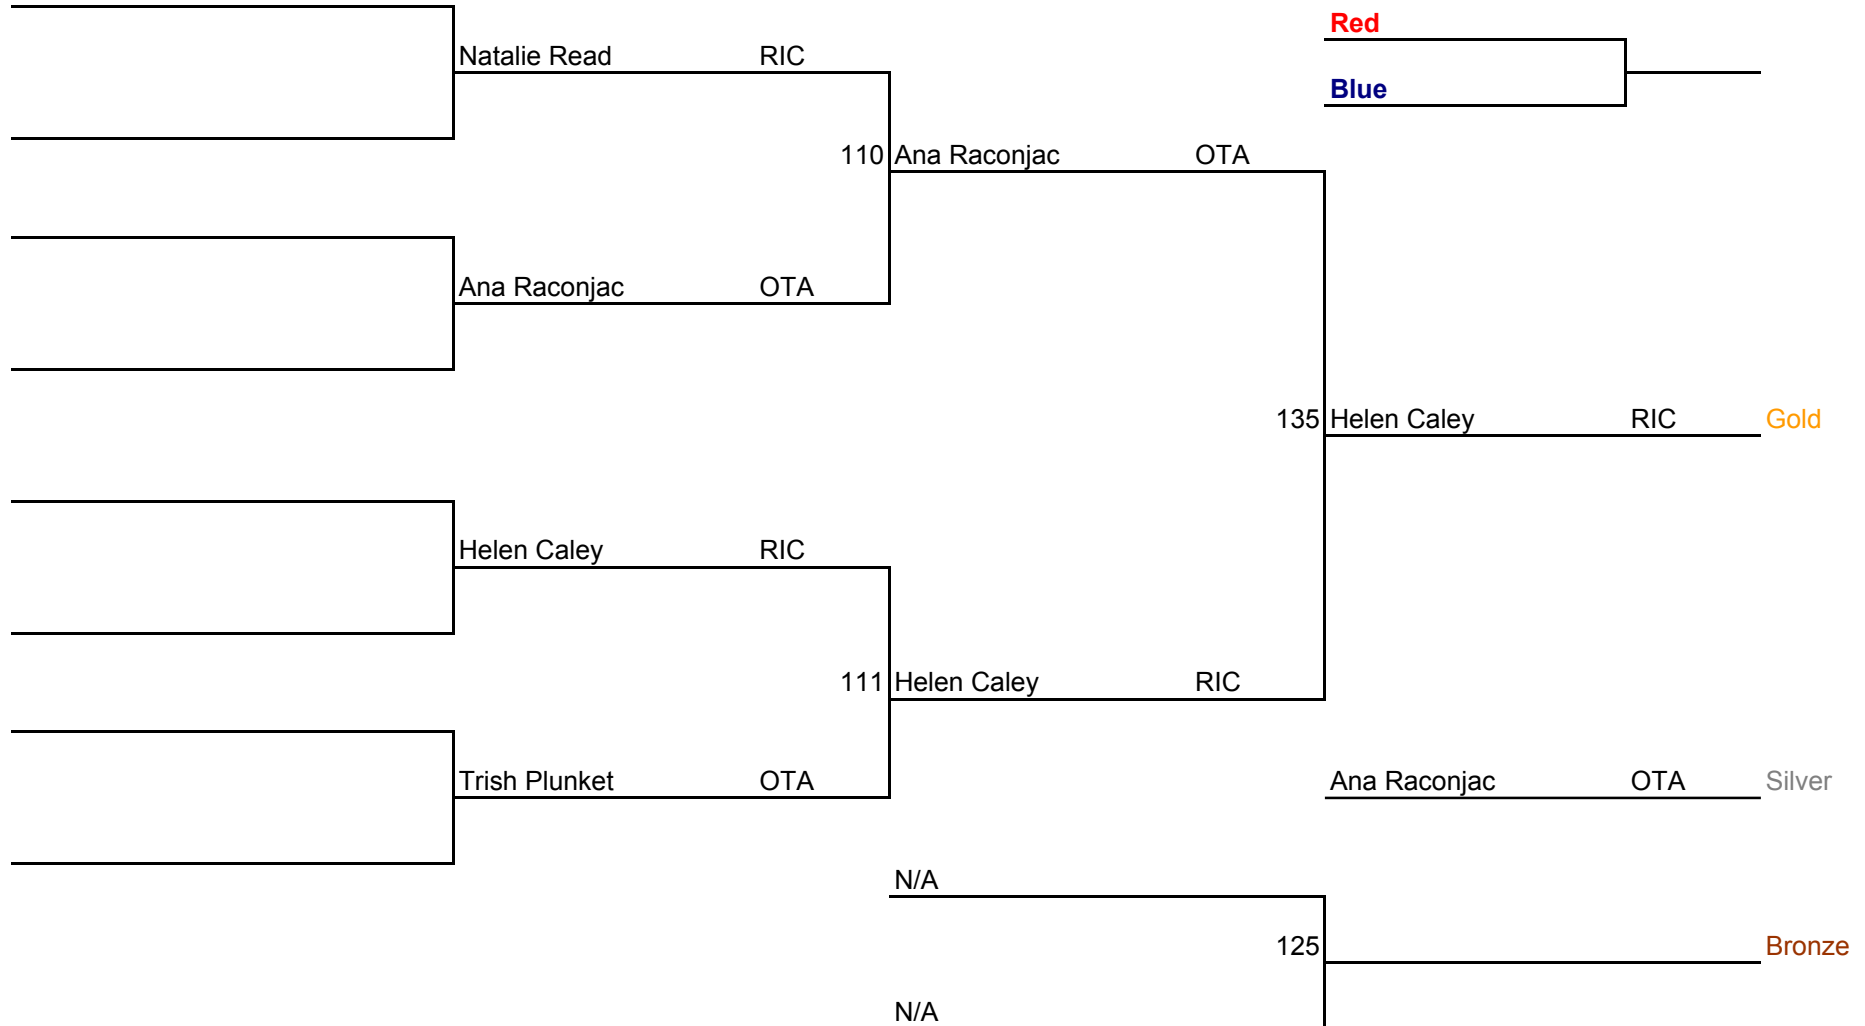 Red
Natalie Read RIC
Blue
110 Ana Raconjac OTA
Ana Raconjac OTA
135 Helen Caley RIC Gold
Helen Caley RIC
111 Helen Caley RIC
Trish Plunket OTA
Ana Raconjac OTA Silver
N/A
125 Bronze
N/A